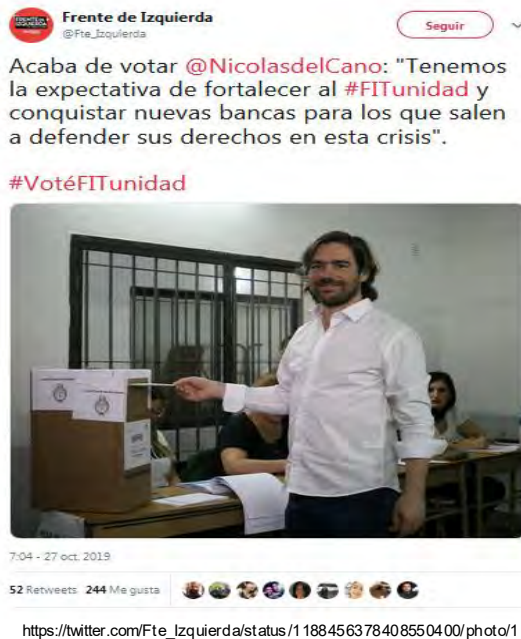 Frente de Izquierda
@Fte_Izquierda
Seguir
Acaba de votar @NicolasdelCano: "Tenemos
la expectativa de fortalecer al #FITunidad y
conquistar nuevas bancas para los que salen
a defender sus derechos en esta crisis".
#VotéFITunidad
7:04 - 27 oct. 2019
52 Retweets 244 Me gusta
https://twitter.com/Fte_Izquierda/status/1188456378408550400/photo/1